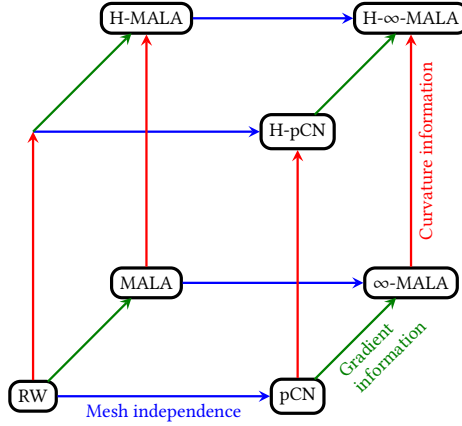 H-MALA
H-∞-MALA
H-pCN
Curvature information
MALA
∞-MALA
Gradient
information
RW
pCN
Mesh independence